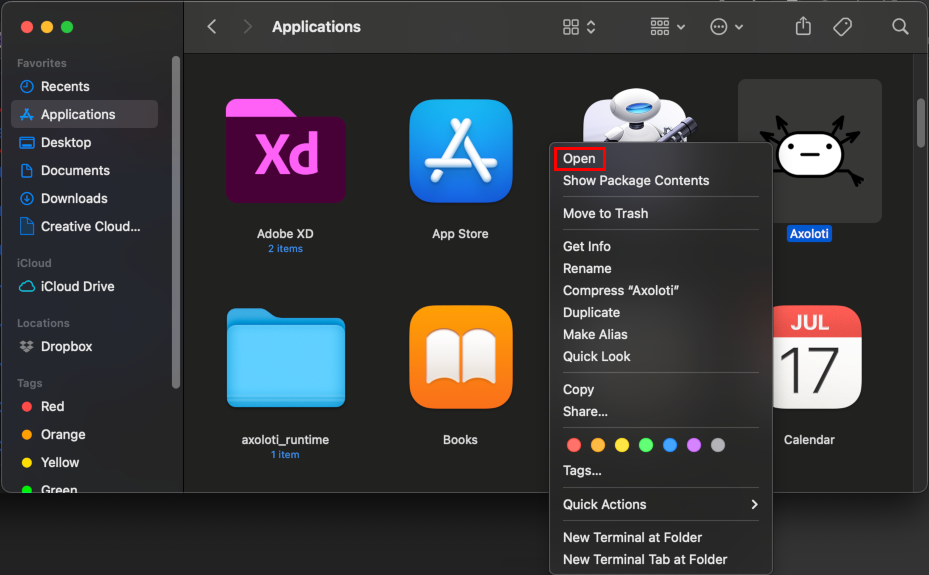 Applications
Favorites
Recents
Applications
Desktop
Documents
Downloads
Creative Cloud...
iCloud
iCloud Drive
Locations
Dropbox
Tags
Red
Orange
Yellow
Green
Xd
Adobe XD
2 items
App Store
Axoloti
axoloti_runtime
1 item
Books
JUL
17
Calendar
Open
Show Package Contents
Move to Trash
Get Info
Rename
Compress “Axoloti”
Duplicate
Make Alias
Quick Look
Copy
Share...
Tags...
Quick Actions
New Terminal at Folder
New Terminal Tab at Folder